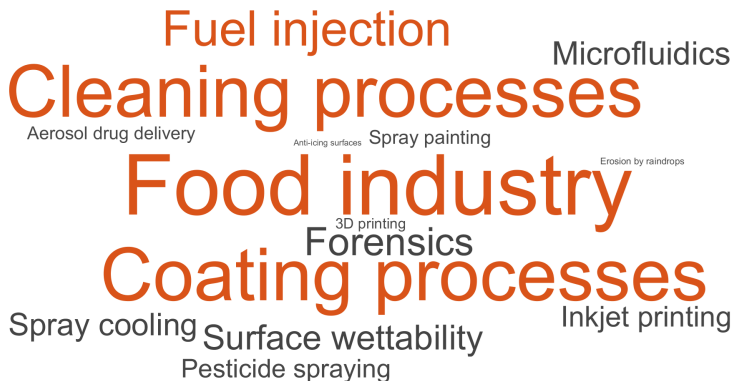 Fuel injection
Microfluidics
Cleaning processes
Aerosol drug delivery
Anti-icing surfaces
Spray painting
Food industry
Erosion by raindrops
3D printing
Forensics
Coating processes
Spray cooling
Inkjet printing
Surface wettability
Pesticide spraying